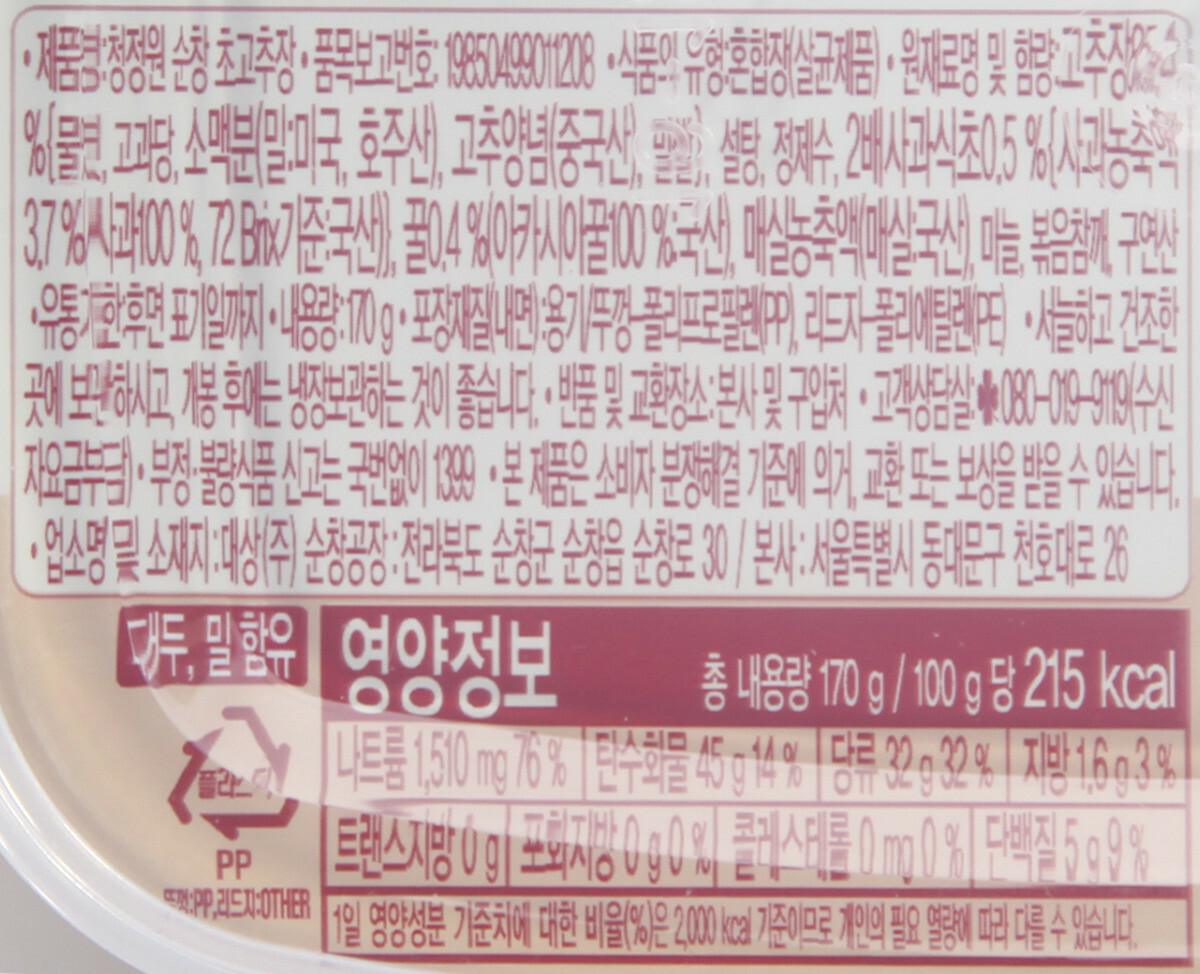 •제품명:청정원 순창 초고추장 •품목보고번호: 19850499011208 •식품의 유형:혼합장(살균제품) •원재료명 및 함량:고추장
%{물엿, 고과당, 소맥분(밀:미국, 호주산), 고추양념(중국산), 설탕, 정제수, 2배사과식초0.5 %{사과농축액
3.7 %(사과100 %, 72 Brix기준:국산)}, 꿀0.4 %(아카시아꿀100 %:국산), 매실농축액(매실:국산), 마늘, 볶음참깨, 구연산
•유통기한:후면 표기일까지 •내용량:170 g •포장재질(내면):용기/뚜껑-폴리프로필렌(PP), 리드지-폴리에틸렌(PE) •서늘하고 건조한
곳에 보관하시고, 개봉 후에는 냉장보관하는 것이 좋습니다. •반품 및 교환장소:본사 및 구입처 •고객상담실:080-019-9119(수신
자요금부담) •부정·불량식품 신고는 국번없이 1399 •본 제품은 소비자 분쟁해결 기준에 의거, 교환 또는 보상을 받을 수 있습니다.
•업소명 및 소재지:대상(주) 순창공장:전라북도 순창군 순창읍 순창로 30 / 본사:서울특별시 동대문구 천호대로 26
대두, 밀 함유
영양정보 총 내용량 170 g / 100 g 당 215 kcal
나트륨 1,510 mg 76 % 탄수화물 45 g 14 % 당류 32 g 32 % 지방 1.6 g 3 %
트랜스지방 0 g 포화지방 0 g 0 % 콜레스테롤 0 mg 0 % 단백질 5 g 9 %
1일 영양성분 기준치에 대한 비율(%)은 2,000 kcal 기준이므로 개인의 필요 열량에 따라 다를 수 있습니다.
플라스틱
PP
뚜껑:PP,리드지:OTHER